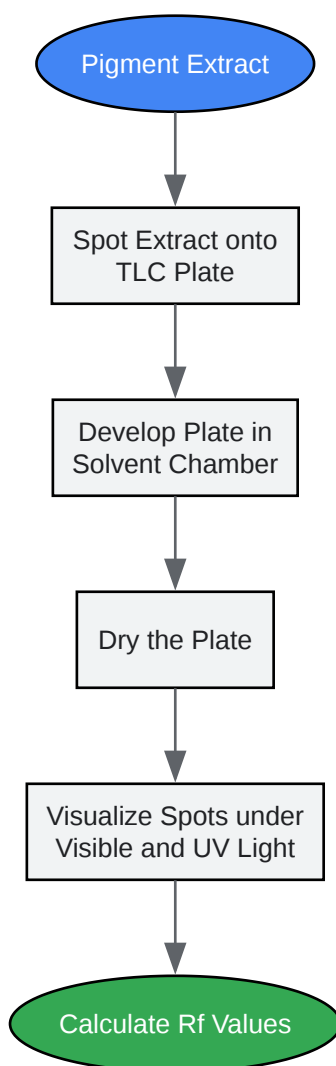 Pigment Extract
Spot Extract onto
TLC Plate
Develop Plate in
Solvent Chamber
Dry the Plate
Visualize Spots under
Visible and UV Light
Calculate Rf Values